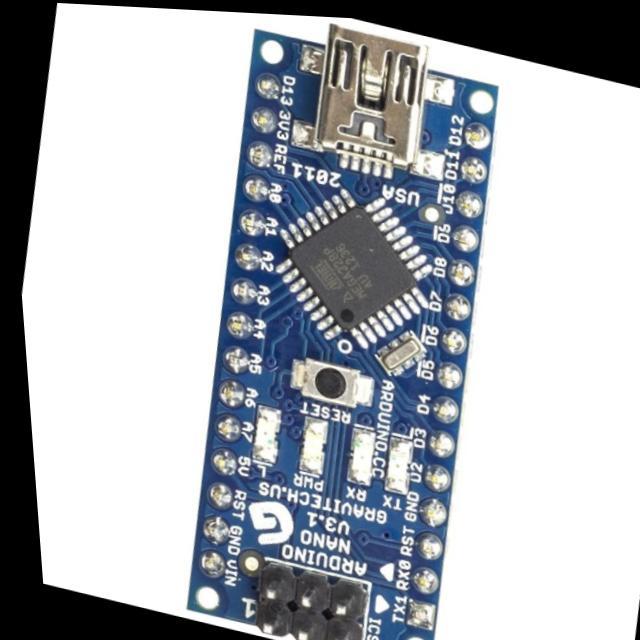 D13
3V3
REF
A0
A1
A2
A3
A4
A5
A6
A7
5V
RST
GND
VIN
D12
D11
D10
D9
D8
D7
D6
D5
D4
D3
D2
GND
RST
RX0
TX1
2011
USA
RESET
ARDUINO.CC
L
PWR
RX
TX
GRAVITECH.US
ARDUINO
NANO
V3.1
G
1
ICS